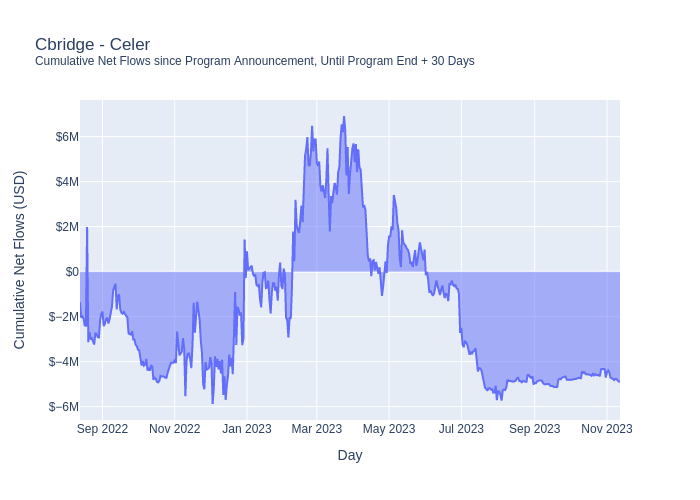 Cbridge - Celer
Cumulative Net Flows since Program Announcement, Until Program End + 30 Days
Cumulative Net Flows (USD)
$6M
$4M
$2M
$0
$−2M
$−4M
$−6M
Sep 2022 Nov 2022 Jan 2023 Mar 2023 May 2023 Jul 2023 Sep 2023 Nov 2023
Day